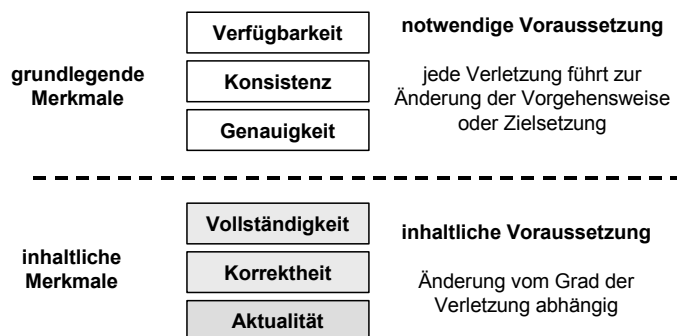 grundlegende
Merkmale
Verfügbarkeit
Konsistenz
Genauigkeit
notwendige Voraussetzung
jede Verletzung führt zur
Änderung der Vorgehensweise
oder Zielsetzung
inhaltliche
Merkmale
Vollständigkeit
Korrektheit
Aktualität
inhaltliche Voraussetzung
Änderung vom Grad der
Verletzung abhängig